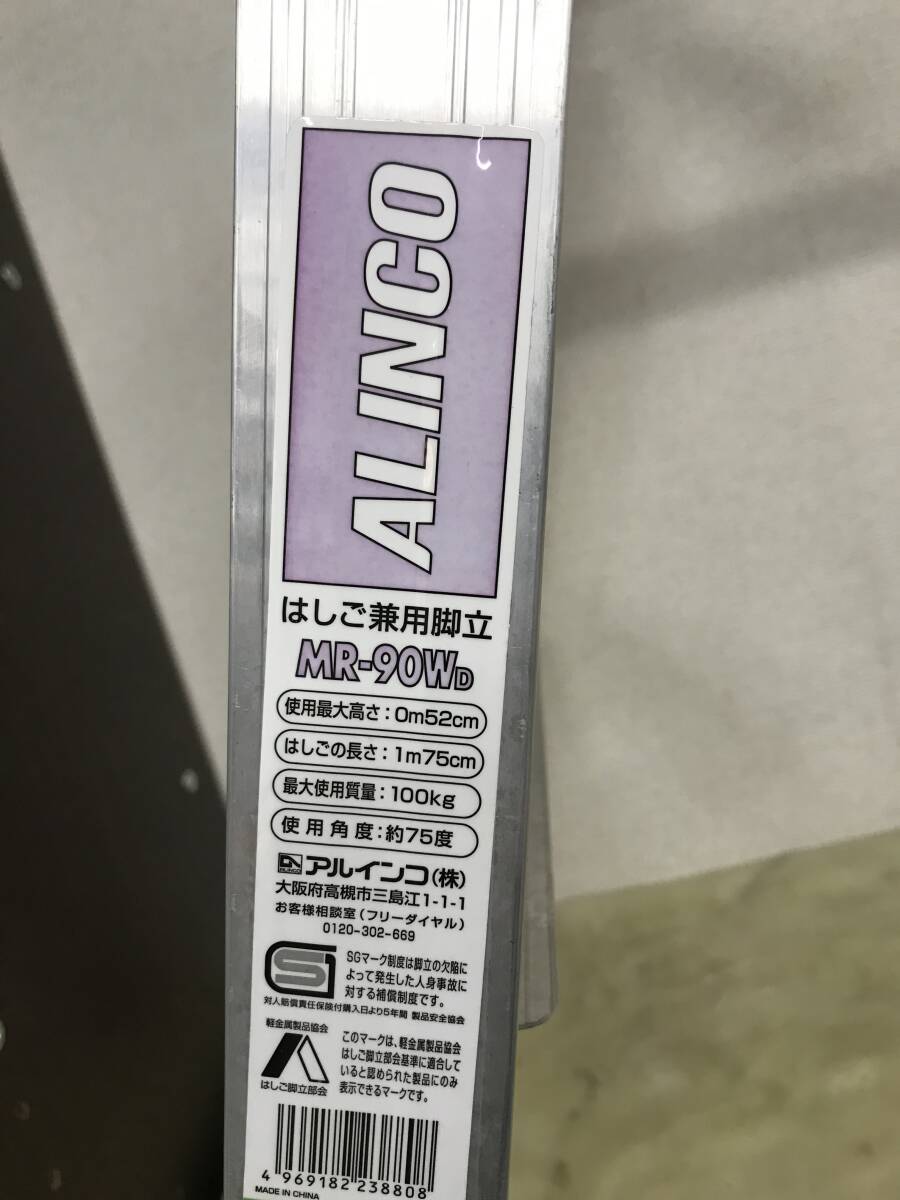 ALINCO
はしご兼用脚立
MR-90WD
使用最大高さ:0m52cm
はしごの長さ:1m75cm
最大使用質量:100kg
使用角度:約75度
アルインコ(株)
大阪府高槻市三島江1-1-1
お客様相談室(フリーダイヤル)
0120-302-669
SGマーク制度は脚立の欠陥に
よって発生した人身事故に
対する補償制度です。
対人賠償責任保険付購入日より5年間 製品安全協会
軽金属製品協会
はしご脚立部会
このマークは、軽金属製品協会
はしご脚立部会基準に適合して
いると認められた製品にのみ
表示できるマークです。
4 969182 238808
MADE IN CHINA